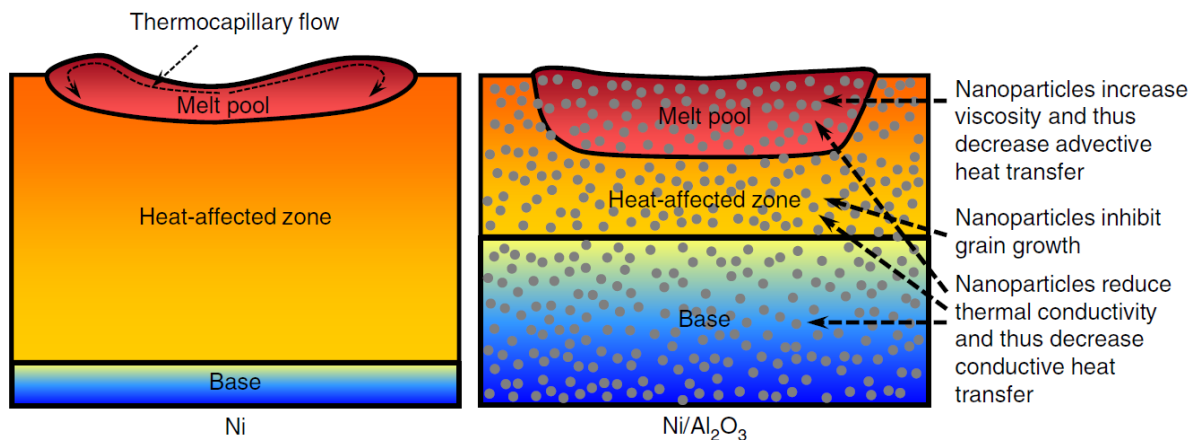 Thermocapillary flow
Melt pool
Heat-affected zone
Base
Ni
Melt pool
Heat-affected zone
Base
Ni/Al₂O₃
Nanoparticles increase
viscosity and thus
decrease advective
heat transfer
Nanoparticles inhibit
grain growth
Nanoparticles reduce
thermal conductivity
and thus decrease
conductive heat
transfer